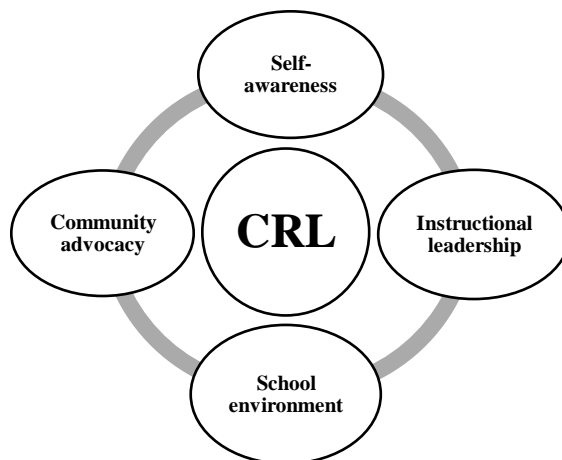 Self-
awareness
Community
advocacy
CRL
Instructional
leadership
School
environment